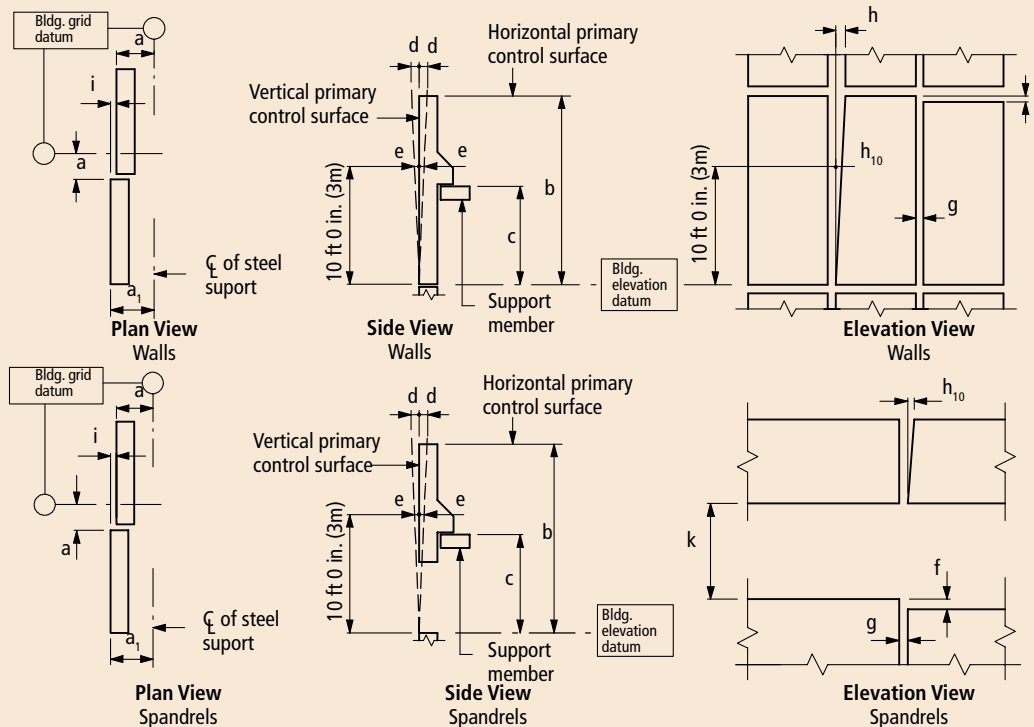 Bldg. grid
datum
a
i
a
℄ of steel
suport
a₁
Plan View
Walls
d d
Horizontal primary
control surface
Vertical primary
control surface
e e
10 ft 0 in. (3m)
b
c
Support
member
Bldg.
elevation
datum
Side View
Walls
h
h₁₀
10 ft 0 in. (3m)
g
Elevation View
Walls
Bldg. grid
datum
a
i
a
℄ of steel
suport
a₁
Plan View
Spandrels
d d
Horizontal primary
control surface
Vertical primary
control surface
e e
10 ft 0 in. (3m)
b
c
Support
member
Bldg.
elevation
datum
Side View
Spandrels
h₁₀
k
f
g
Elevation View
Spandrels